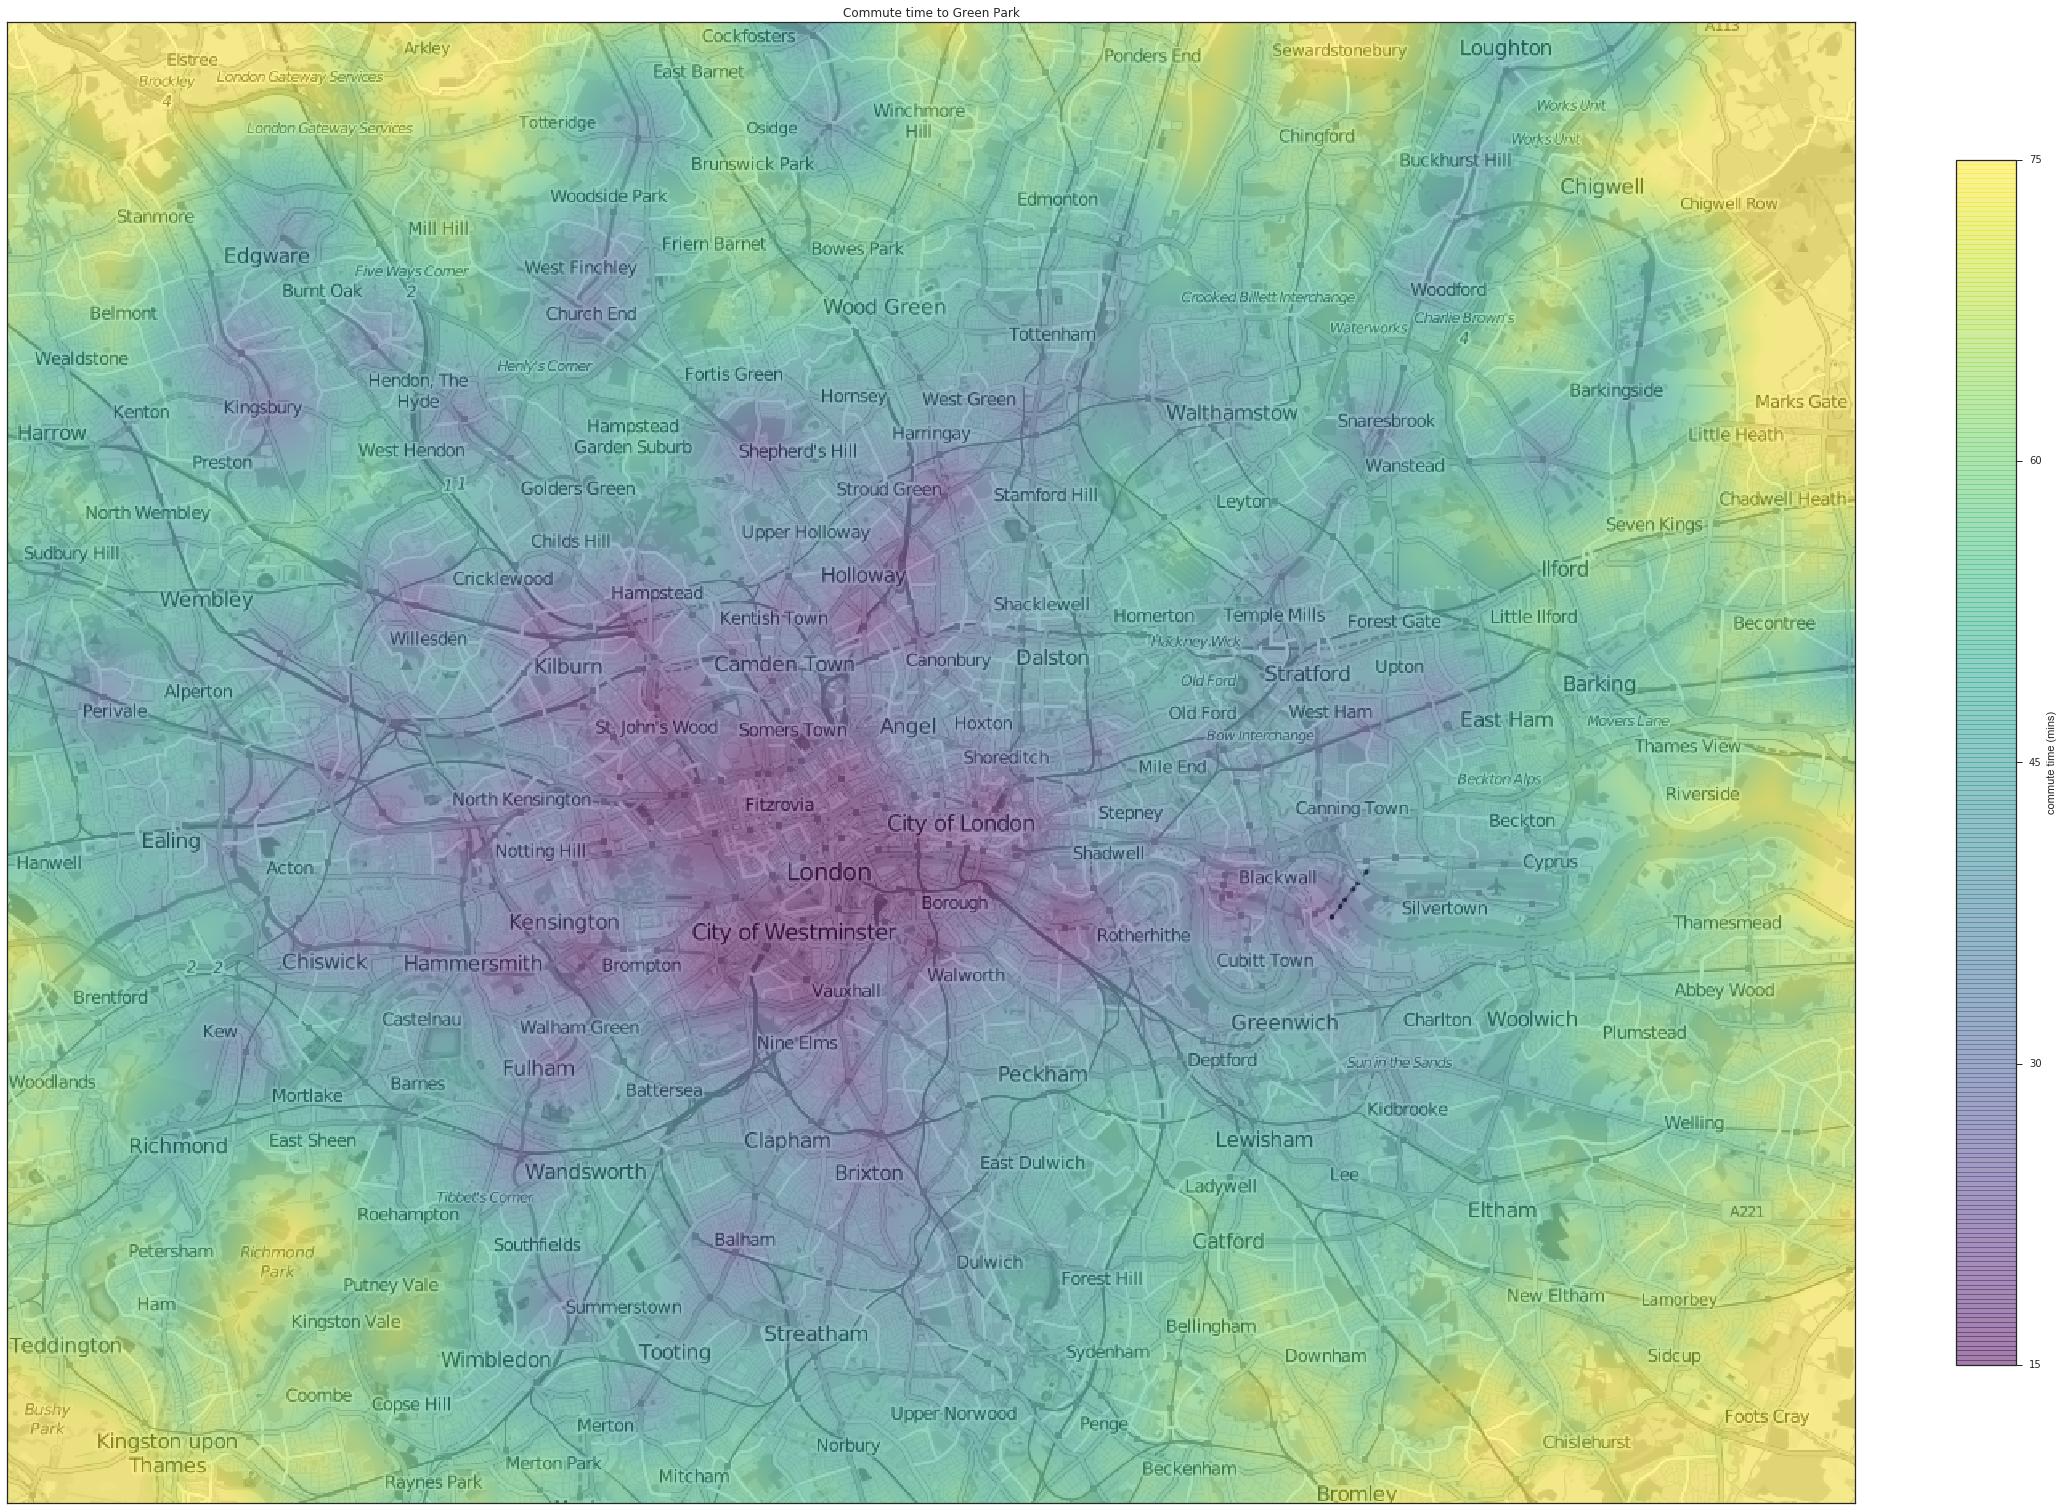 Commute time to Green Park
Cockfosters
A113
Elstree
Arkley
Loughton
Ponders End
Sewardstonebury
Brockley
4
London Gateway Services
East Barnet
Works Unit
Winchmore
Hill
London Gateway Services
Totteridge
Osidge
Chingford
Works Unit
Brunswick Park
Buckhurst Hill
Chigwell
Woodside Park
Edmonton
Chigwell Row
Stanmore
Mill Hill
Friern Barnet
Bowes Park
Edgware
Five Ways Corner
2
West Finchley
Burnt Oak
Woodford
Crooked Billett Interchange
Belmont
Church End
Wood Green
Waterworks
Charlie Brown's
4
Tottenham
Wealdstone
Henly's Corner
Fortis Green
Hendon, The
Hyde
Hornsey
West Green
Barkingside
Marks Gate
Kenton
Kingsbury
Walthamstow
Snaresbrook
Harrow
Hampstead
Garden Suburb
Harringay
Little Heath
Preston
West Hendon
Shepherd's Hill
Wanstead
11
Golders Green
Stroud Green
Stamford Hill
Leyton
Chadwell Heath
North Wembley
Seven Kings
Sudbury Hill
Childs Hill
Upper Holloway
Cricklewood
Holloway
Ilford
Wembley
Hampstead
Kentish Town
Shacklewell
Homerton
Temple Mills
Forest Gate
Little Ilford
Becontree
Willesden
Hackney Wick
Kilburn
Camden Town
Canonbury
Dalston
Stratford
Upton
Alperton
Old Ford
Barking
Perivale
St. John's Wood
Somers Town
Angel
Hoxton
Old Ford
West Ham
East Ham
Movers Lane
Bow Interchange
Thames View
Shoreditch
Mile End
Beckton Alps
Riverside
North Kensington
Fitzrovia
City of London
Stepney
Canning Town
Beckton
Ealing
Notting Hill
Shadwell
Hanwell
Acton
London
Blackwall
Cyprus
Borough
Silvertown
Kensington
City of Westminster
Rotherhithe
Thamesmead
Chiswick
Hammersmith
Brompton
Walworth
Cubitt Town
2
2
Brentford
Vauxhall
Abbey Wood
Kew
Castelnau
Walham Green
Greenwich
Charlton
Woolwich
Plumstead
Nine Elms
Fulham
Deptford
Sun in the Sands
Woodlands
Barnes
Battersea
Peckham
Mortlake
Kidbrooke
Welling
Richmond
East Sheen
Clapham
Lewisham
Wandsworth
Brixton
East Dulwich
Lee
Ladywell
Tibbet's Corner
Roehampton
Eltham
A221
Petersham
Richmond
Park
Southfields
Balham
Catford
Dulwich
Forest Hill
Putney Vale
Ham
Summerstown
New Eltham
Lamorbey
Kingston Vale
Teddington
Streatham
Bellingham
Wimbledon
Tooting
Sydenham
Downham
Sidcup
Coombe
Copse Hill
Bushy
Park
Merton
Upper Norwood
Penge
Foots Cray
Kingston upon
Thames
Norbury
Chislehurst
Merton Park
Raynes Park
Mitcham
Beckenham
Bromley
75
60
45
30
15
commute time (mins)